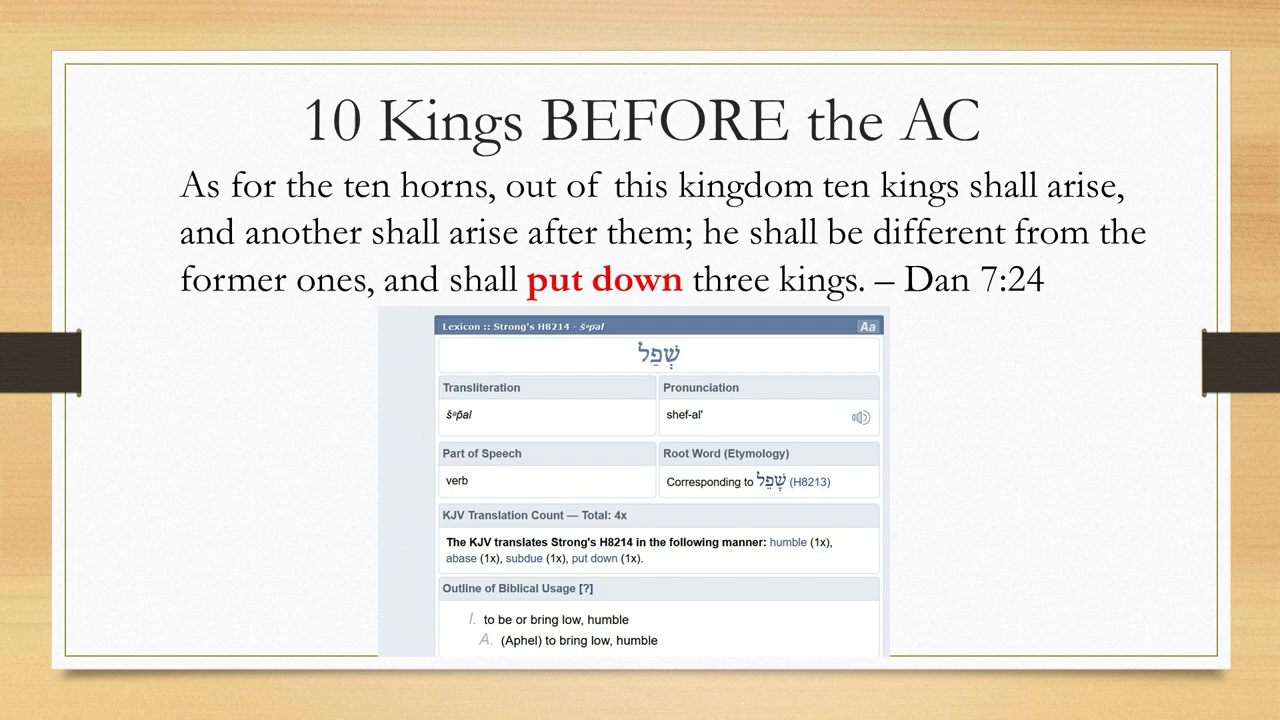 10 Kings BEFORE the AC
As for the ten horns, out of this kingdom ten kings shall arise,
and another shall arise after them; he shall be different from the
former ones, and shall put down three kings. – Dan 7:24
Lexicon :: Strong's H8214 - šᵊp̄al
Aa
שְׁפַל
Transliteration
Pronunciation
šᵊp̄al
shef-al'
Part of Speech
Root Word (Etymology)
verb
Corresponding to שָׁפֵל (H8213)
KJV Translation Count — Total: 4x
The KJV translates Strong's H8214 in the following manner: humble (1x),
abase (1x), subdue (1x), put down (1x).
Outline of Biblical Usage [?]
I. to be or bring low, humble
A. (Aphel) to bring low, humble